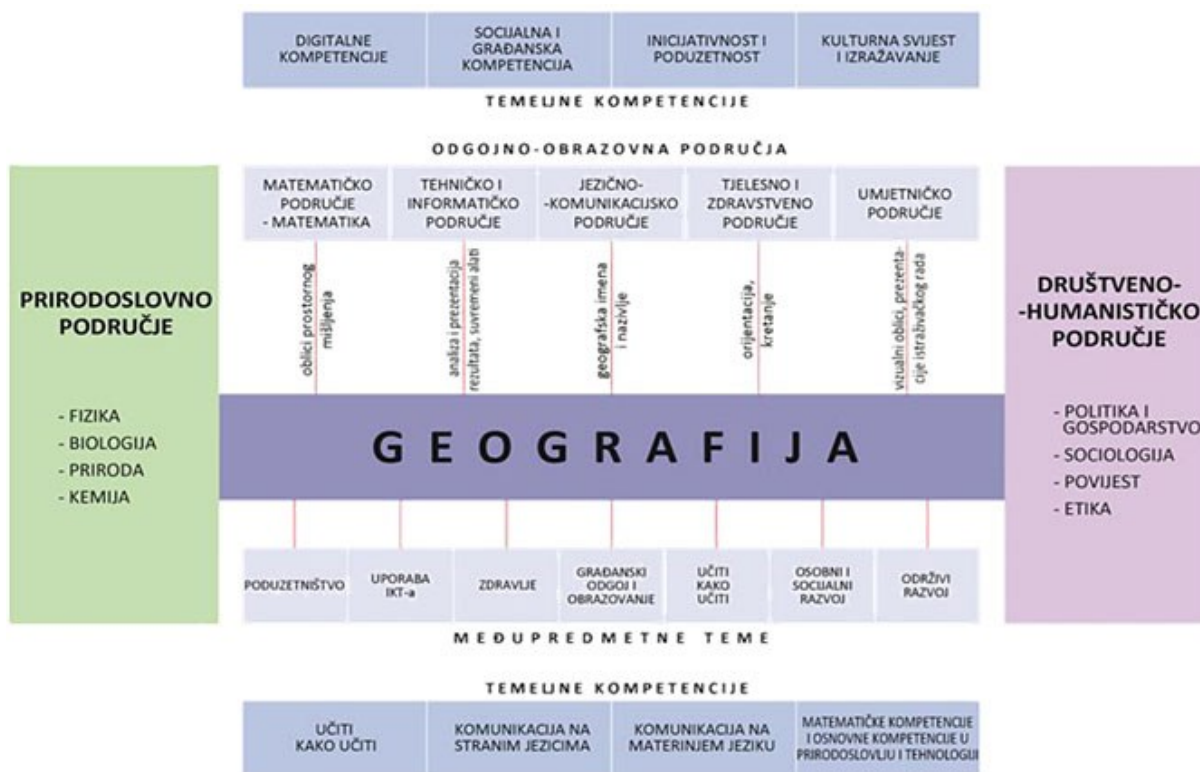 DIGITALNE
KOMPETENCIJE
SOCIJALNA I
GRAĐANSKA
KOMPETENCIJA
INICIJATIVNOST I
PODUZETNOST
KULTURNA SVIJEST
I IZRAŽAVANJE
TEMELJNE KOMPETENCIJE
ODGOJNO-OBRAZOVNA PODRUČJA
MATEMATIČKO
PODRUČJE
- MATEMATIKA
TEHNIČKO I
INFORMATIČKO
PODRUČJE
JEZIČNO-
-KOMUNIKACIJSKO
PODRUČJE
TJELESNO I
ZDRAVSTVENO
PODRUČJE
UMJETNIČKO
PODRUČJE
oblici prostornog
mišljenja
analiza i prezentacija
rezultata, suvremeni alati
geografska imena
i nazivlje
orijentacija,
kretanje
vizualni oblici, prezenta-
cije istraživačkog rada
PRIRODOSLOVNO
PODRUČJE
- FIZIKA
- BIOLOGIJA
- PRIRODA
- KEMIJA
GEOGRAFIJA
DRUŠTVENO-
-HUMANISTIČKO
PODRUČJE
- POLITIKA I
GOSPODARSTVO
- SOCIOLOGIJA
- POVIJEST
- ETIKA
PODUZETNIŠTVO
UPORABA
IKT-a
ZDRAVLJE
GRAĐANSKI
ODGOJ I
OBRAZOVANJE
UČITI
KAKO
UČITI
OSOBNI I
SOCIJALNI
RAZVOJ
ODRŽIVI
RAZVOJ
MEĐUPREDMETNE TEME
TEMELJNE KOMPETENCIJE
UČITI
KAKO UČITI
KOMUNIKACIJA NA
STRANIM JEZICIMA
KOMUNIKACIJA NA
MATERINJEM JEZIKU
MATEMATIČKE KOMPETENCIJE
I OSNOVNE KOMPETENCIJE U
PRIRODOSLOVLJU I TEHNOLOGIJI